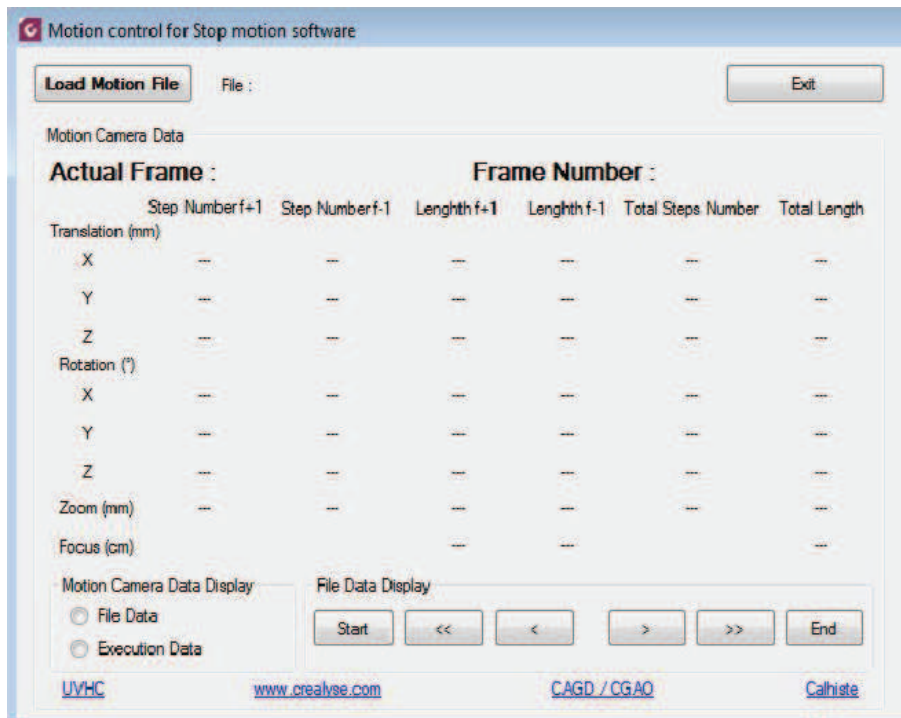 Motion control for Stop motion software
Load Motion File File : Exit
Motion Camera Data
Actual Frame : Frame Number :
Step Number f+1 Step Number f-1 Lenghth f+1 Lenghth f-1 Total Steps Number Total Length
Translation (mm)
X --- --- --- --- --- ---
Y --- --- --- --- --- ---
Z --- --- --- --- --- ---
Rotation (°)
X --- --- --- --- --- ---
Y --- --- --- --- --- ---
Z --- --- --- --- --- ---
Zoom (mm) --- --- --- --- --- ---
Focus (cm) --- --- ---
Motion Camera Data Display File Data Display
File Data
Start << < > >> End
Execution Data
UVHC www.crealyse.com CAGD / CGAO Calhiste